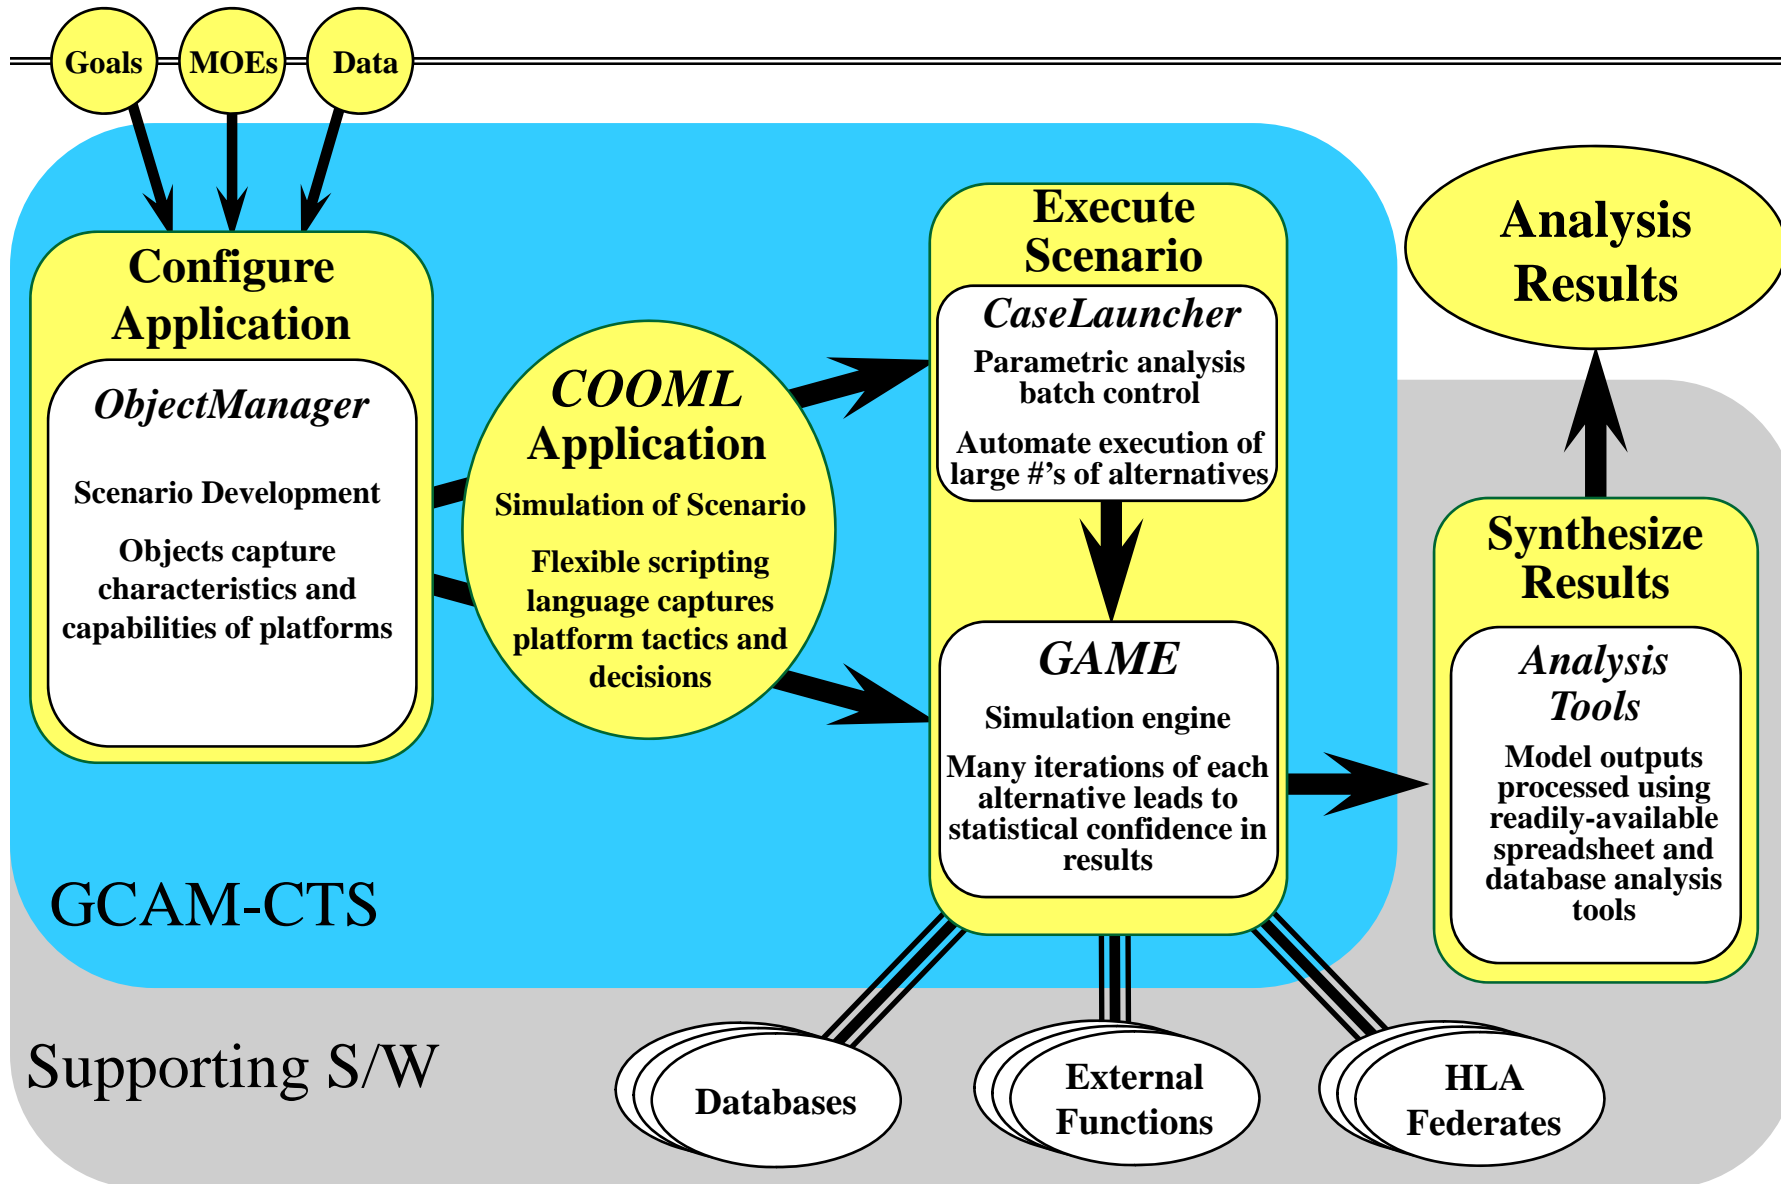 Goals
MOEs
Data
Configure
Application
ObjectManager
Scenario Development
Objects capture
characteristics and
capabilities of platforms
COOML
Application
Simulation of Scenario
Flexible scripting
language captures
platform tactics and
decisions
Execute
Scenario
CaseLauncher
Parametric analysis
batch control
Automate execution of
large #'s of alternatives
GAME
Simulation engine
Many iterations of each
alternative leads to
statistical confidence in
results
Analysis
Results
Synthesize
Results
Analysis
Tools
Model outputs
processed using
readily-available
spreadsheet and
database analysis
tools
GCAM-CTS
Supporting S/W
Databases
External
Functions
HLA
Federates